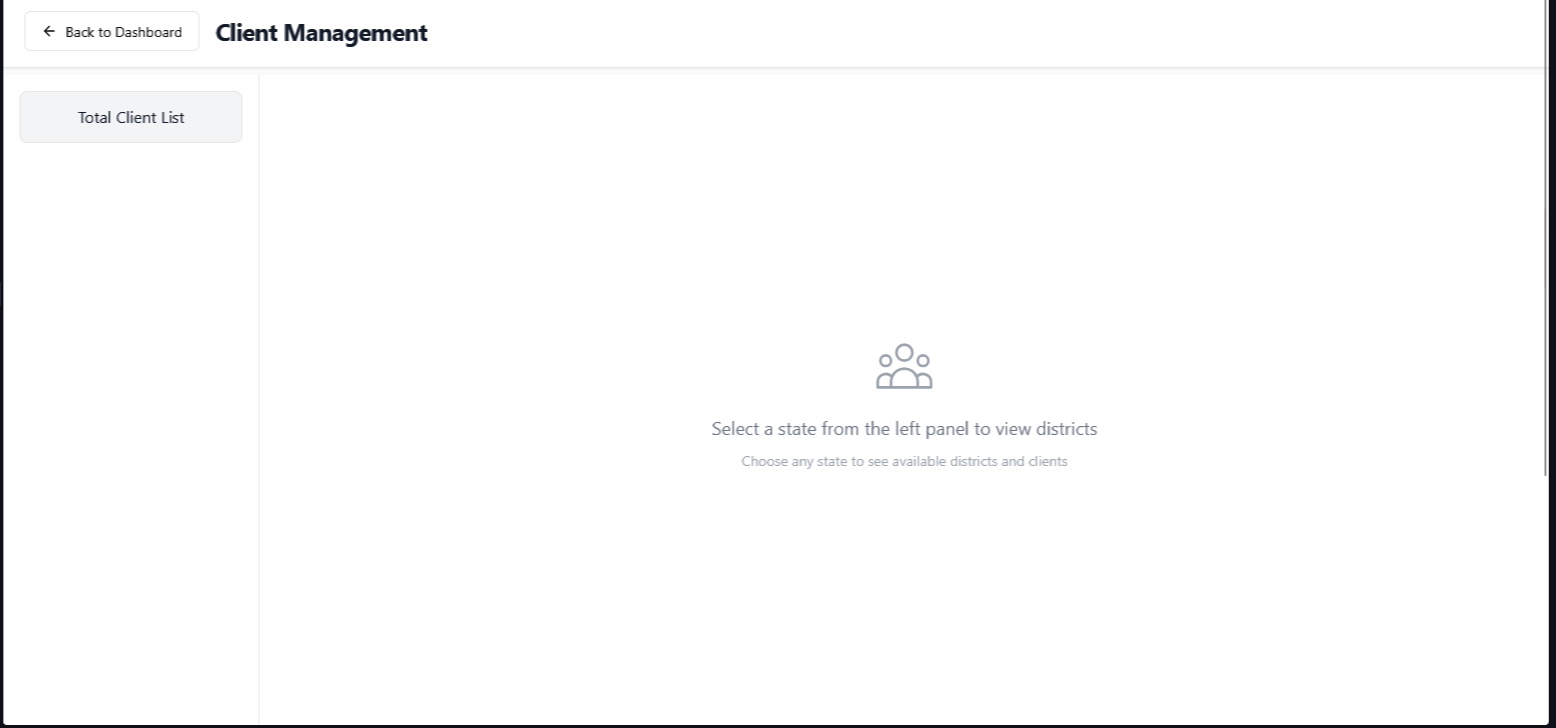 Back to Dashboard
Client Management
Total Client List
Select a state from the left panel to view districts
Choose any state to see available districts and clients